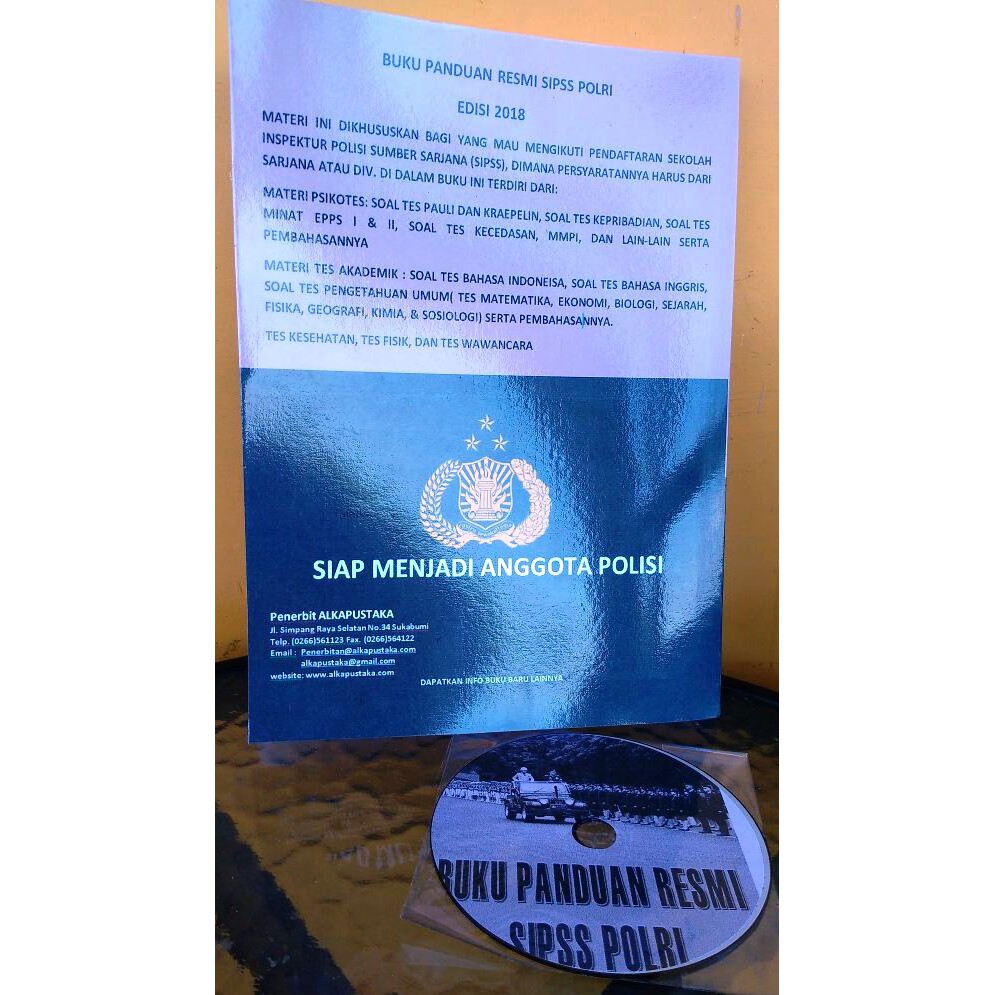 BUKU PANDUAN RESMI SIPSS POLRI
EDISI 2018
MATERI INI DIKHUSUSKAN BAGI YANG MAU MENGIKUTI PENDAFTARAN SEKOLAH
INSPEKTUR POLISI SUMBER SARJANA (SIPSS), DIMANA PERSYARATANNYA HARUS DARI
SARJANA ATAU DIV. DI DALAM BUKU INI TERDIRI DARI:
MATERI PSIKOTES: SOAL TES PAULI DAN KRAEPELIN, SOAL TES KEPRIBADIAN, SOAL TES
MINAT EPPS I & II, SOAL TES KECEDASAN, MMPI, DAN LAIN-LAIN SERTA
PEMBAHASANNYA
MATERI TES AKADEMIK : SOAL TES BAHASA INDONEISA, SOAL TES BAHASA INGGRIS,
SOAL TES PENGETAHUAN UMUM( TES MATEMATIKA, EKONOMI, BIOLOGI, SEJARAH,
FISIKA, GEOGRAFI, KIMIA, & SOSIOLOGI) SERTA PEMBAHASANNYA.
TES KESEHATAN, TES FISIK, DAN TES WAWANCARA
SIAP MENJADI ANGGOTA POLISI
Penerbit ALKAPUSTAKA
Jl. Simpang Raya Selatan No.34 Sukabumi
Telp. (0266)561123 Fax. (0266)564122
Email : Penerbitan@alkapustaka.com
alkapustaka@gmail.com
website: www.alkapustaka.com
DAPATKAN INFO BUKU BARU LAINNYA
BUKU PANDUAN RESMI
SIPSS POLRI